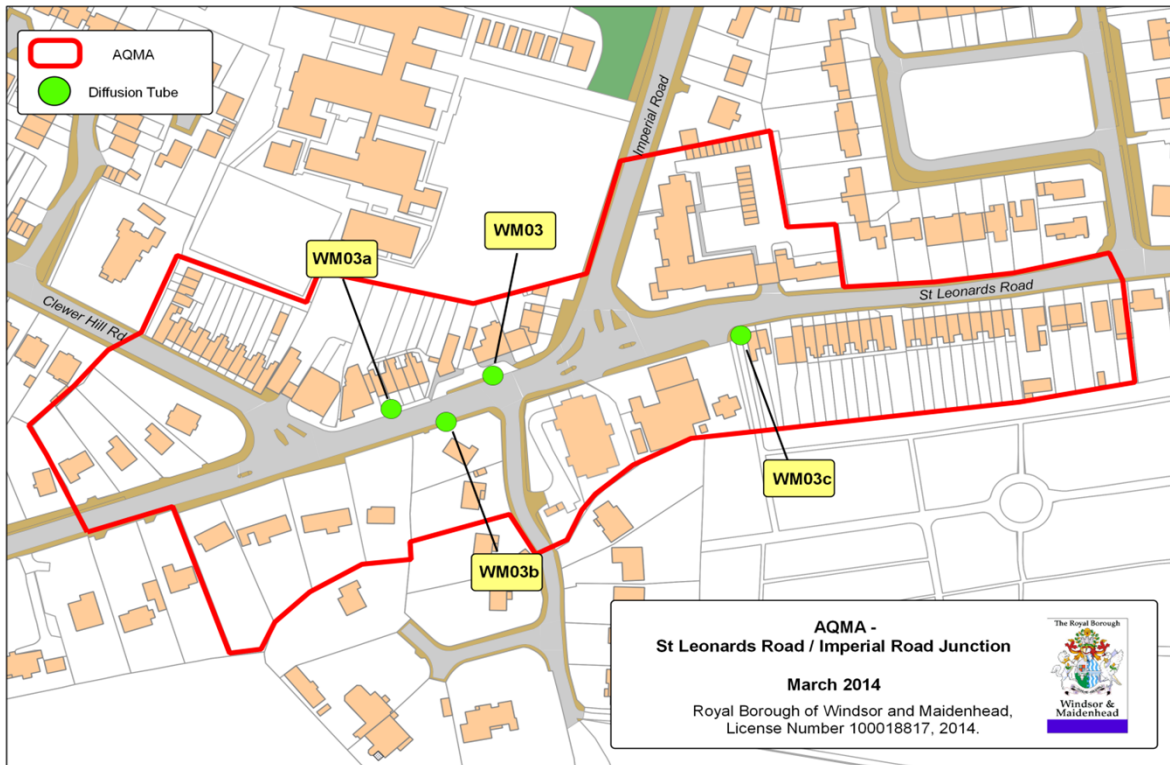 AQMA
Diffusion Tube
Imperial Road
WM03
WM03a
St Leonards Road
Clewer Hill Rd
WM03c
WM03b
AQMA -
St Leonards Road / Imperial Road Junction
March 2014
Royal Borough of Windsor and Maidenhead,
License Number 100018817, 2014.
The Royal Borough
Windsor &
Maidenhead